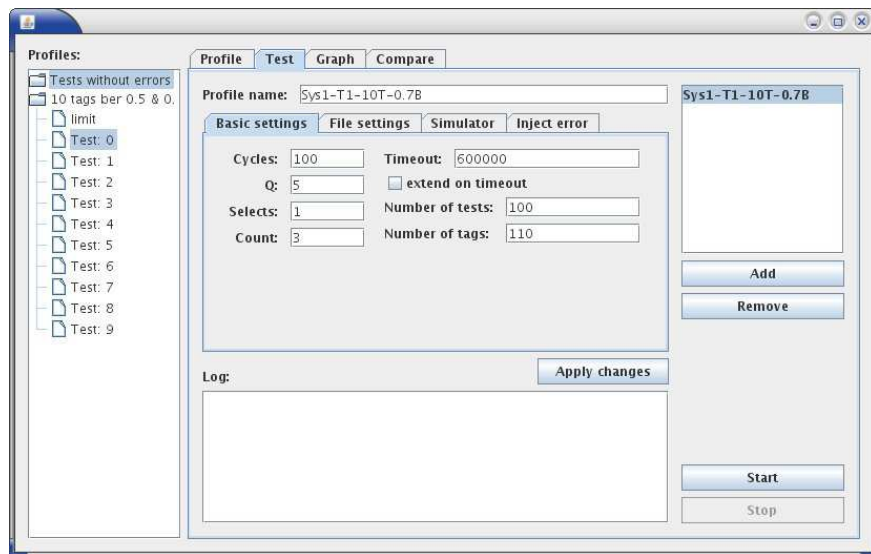 Profiles:
Tests without errors
10 tags ber 0.5 & 0.
limit
Test: 0
Test: 1
Test: 2
Test: 3
Test: 4
Test: 5
Test: 6
Test: 7
Test: 8
Test: 9
Profile Test Graph Compare
Profile name: Sys1-T1-10T-0.7B
Basic settings File settings Simulator Inject error
Cycles: 100 Timeout: 600000
Q: 5 extend on timeout
Selects: 1 Number of tests: 100
Count: 3 Number of tags: 110
Apply changes
Log:
Sys1-T1-10T-0.7B
Add
Remove
Start
Stop